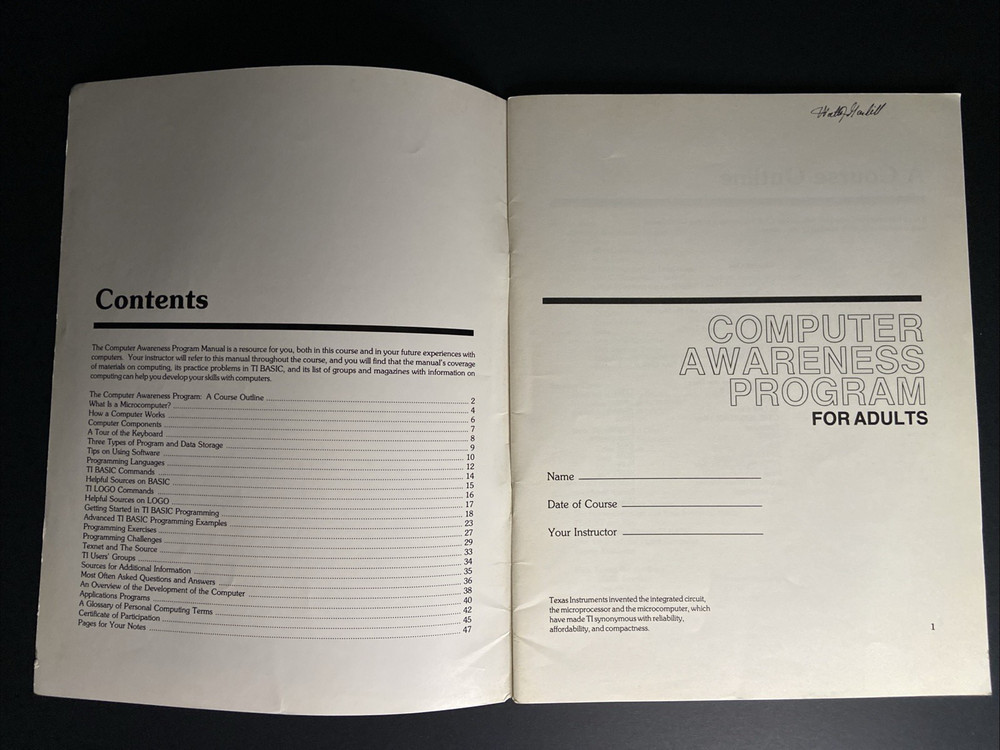 Contents
The Computer Awareness Program Manual is a resource for you, both in this course and in your future experiences with
computers. Your instructor will refer to this manual throughout the course, and you will find that the manual's coverage
of materials on computing, its practice problems in TI BASIC, and its list of groups and magazines with information on
computing can help you develop your skills with computers.
The Computer Awareness Program: A Course Outline 2
What Is a Microcomputer? 4
How a Computer Works 6
Computer Components 7
A Tour of the Keyboard 8
Three Types of Program and Data Storage 9
Tips on Using Software 10
Programming Languages 12
TI BASIC Commands 14
Helpful Sources on BASIC 15
TI LOGO Commands 16
Helpful Sources on LOGO 17
Getting Started in TI BASIC Programming 18
Advanced TI BASIC Programming Examples 23
Programming Exercises 27
Programming Challenges 29
Texnet and The Source 33
TI Users' Groups 34
Sources for Additional Information 35
Most Often Asked Questions and Answers 36
An Overview of the Development of the Computer 38
Applications Programs 40
A Glossary of Personal Computing Terms 42
Certificate of Participation 45
Pages for Your Notes 47
COMPUTER
AWARENESS
PROGRAM
FOR ADULTS
Name
Date of Course
Your Instructor
Texas Instruments invented the integrated circuit,
the microprocessor and the microcomputer, which
have made TI synonymous with reliability,
affordability, and compactness.
1